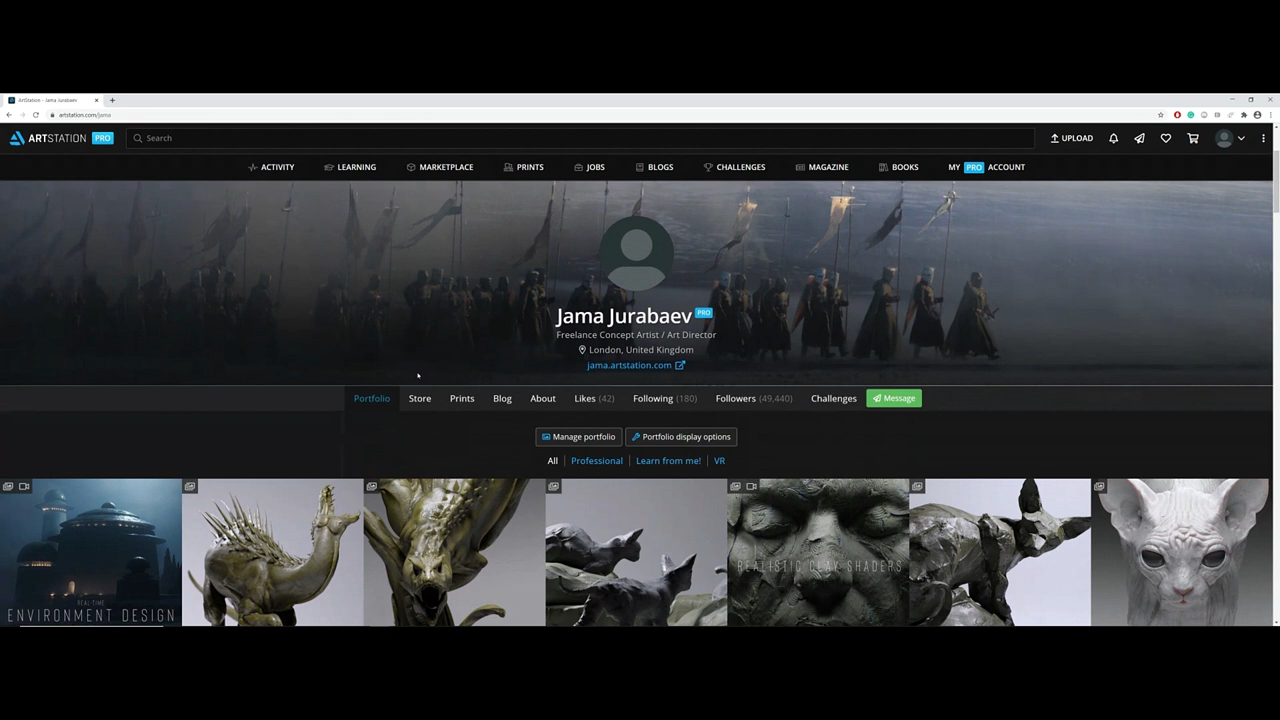 ArtStation - Jama Jurabaev
artstation.com/jama
ARTSTATION PRO
Search
UPLOAD
ACTIVITY LEARNING MARKETPLACE PRINTS JOBS BLOGS CHALLENGES MAGAZINE BOOKS MY PRO ACCOUNT
Jama Jurabaev PRO
Freelance Concept Artist / Art Director
London, United Kingdom
jama.artstation.com
Portfolio Store Prints Blog About Likes (42) Following (180) Followers (49,440) Challenges Message
Manage portfolio Portfolio display options
All Professional Learn from me! VR
REALISTIC CLAY SHADERS
REAL-TIME
ENVIRONMENT DESIGN